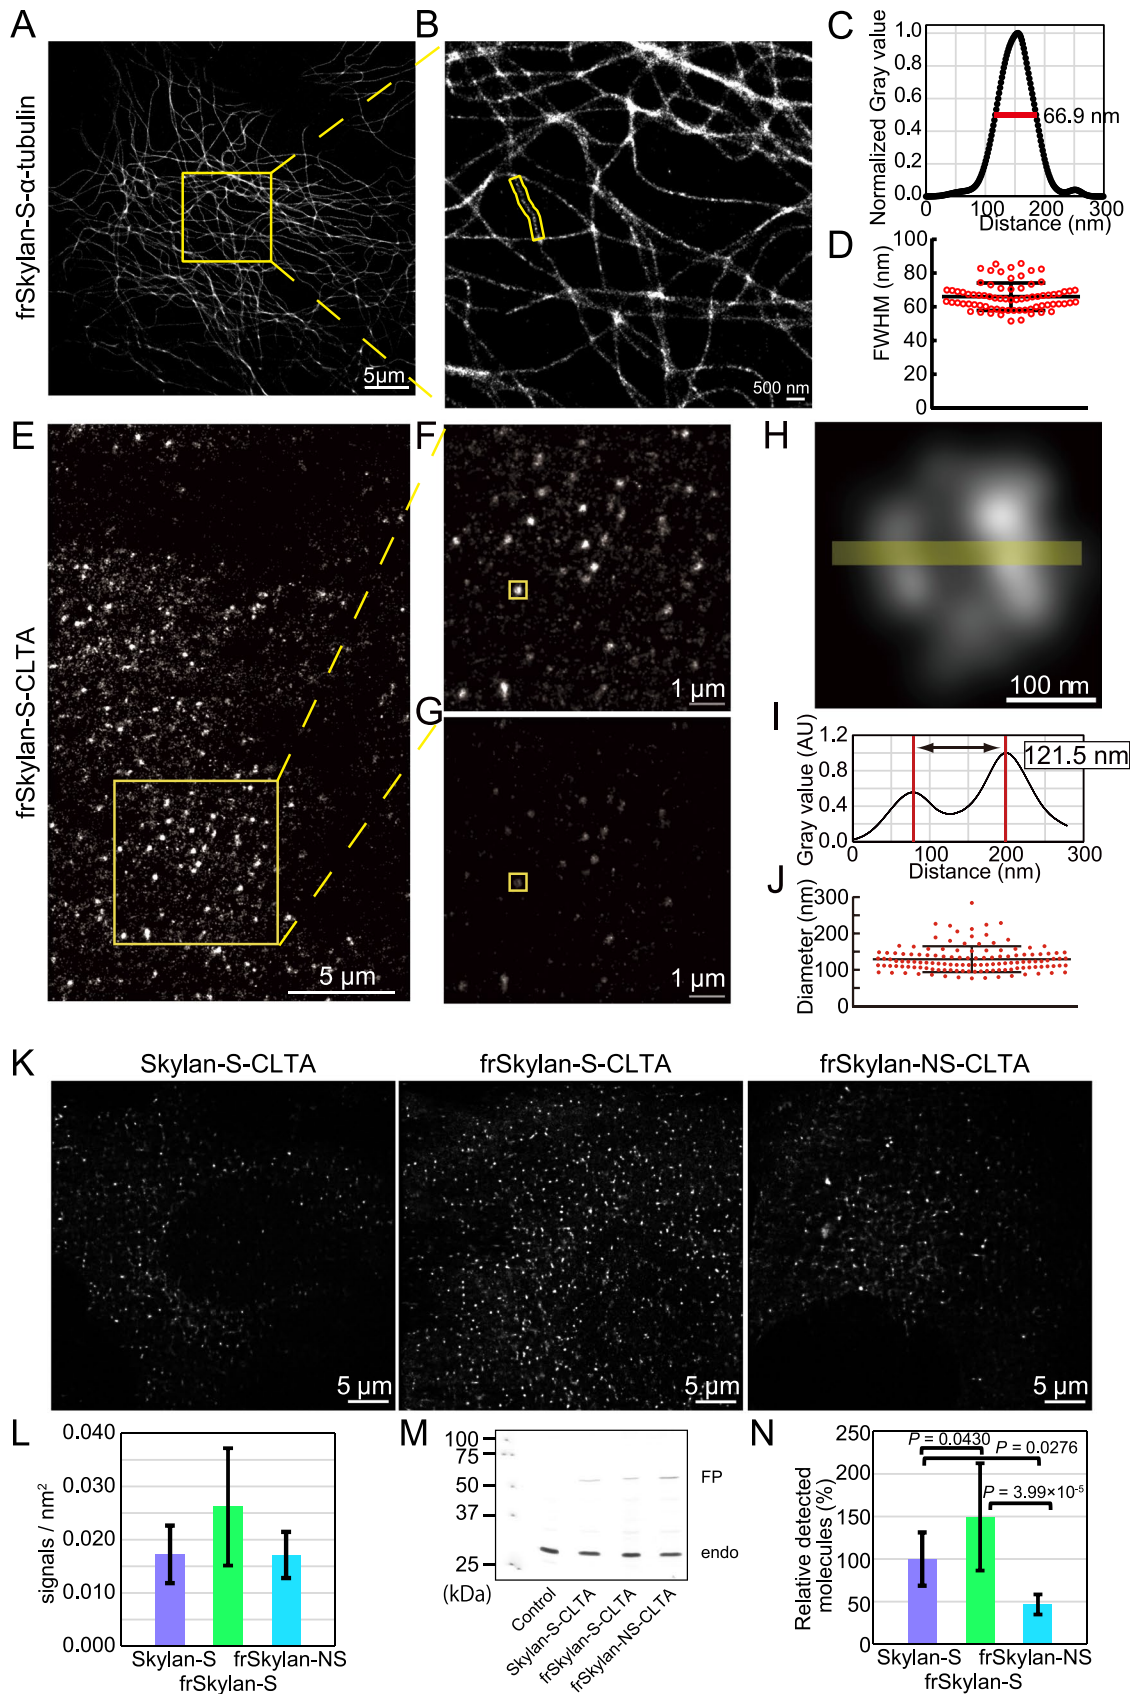 A
B
C
frSkylan-S-α-tubulin
5μm
500 nm
Normalized Gray value
1.0
0.8
0.6
0.4
0.2
0.0
66.9 nm
0 100 200 300
Distance (nm)
D
FWHM (nm)
100
80
60
40
20
0
E
F
G
H
frSkylan-S-CLTA
5 μm
1 μm
1 μm
100 nm
I
Gray value (AU)
1.2
0.8
0.4
0
121.5 nm
0 100 200 300
Distance (nm)
J
Diameter (nm)
300
200
150
100
0
K
Skylan-S-CLTA
frSkylan-S-CLTA
frSkylan-NS-CLTA
5 μm
5 μm
5 μm
L
signals / nm²
0.040
0.030
0.020
0.010
0.000
Skylan-S
frSkylan-S
frSkylan-NS
M
100
75
50
37
25
(kDa)
FP
endo
Control
Skylan-S-CLTA
frSkylan-S-CLTA
frSkylan-NS-CLTA
N
Relative detected
molecules (%)
250
200
150
100
50
0
P = 0.0430
P = 0.0276
P = 3.99×10⁻⁵
Skylan-S
frSkylan-S
frSkylan-NS